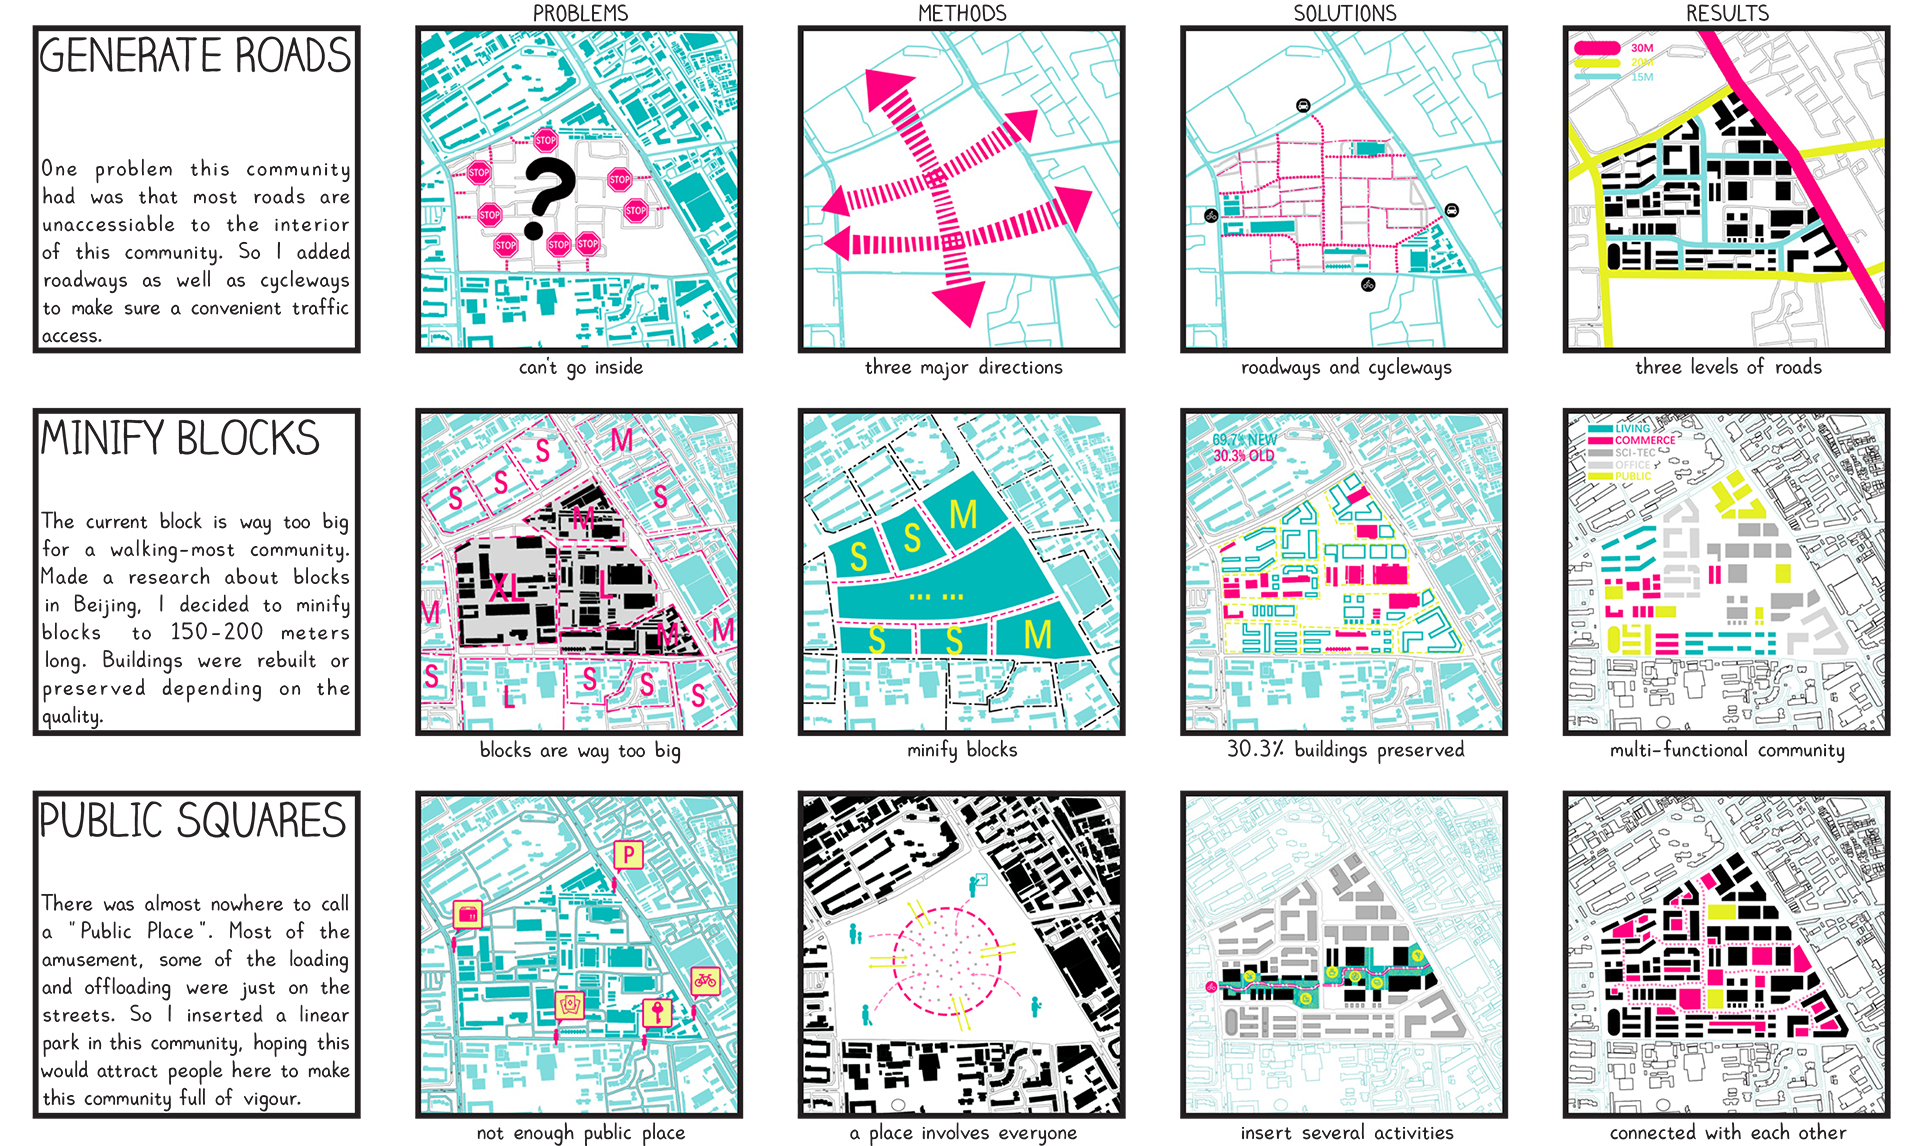 PROBLEMS
METHODS
SOLUTIONS
RESULTS
GENERATE ROADS
One problem this community
had was that most roads are
unaccessiable to the interior
of this community. So I added
roadways as well as cycleways
to make sure a convenient traffic
access.
STOP
STOP
STOP
?
STOP
STOP
STOP
STOP
STOP
30M
20M
15M
can't go inside
three major directions
roadways and cycleways
three levels of roads
MINIFY BLOCKS
The current block is way too big
for a walking-most community.
Made a research about blocks
in Beijing, I decided to minify
blocks to 150-200 meters
long. Buildings were rebuilt or
preserved depending on the
quality.
S
M
S
S
S
M
XL
L
M
M
M
S
L
S
S
S
M
S
S
... ...
S
S
M
69.7% NEW
30.3% OLD
LIVING
COMMERCE
SCI-TEC
OFFICE
PUBLIC
blocks are way too big
minify blocks
30.3% buildings preserved
multi-functional community
PUBLIC SQUARES
There was almost nowhere to call
a "Public Place". Most of the
amusement, some of the loading
and offloading were just on the
streets. So I inserted a linear
park in this community, hoping this
would attract people here to make
this community full of vigour.
P
not enough public place
a place involves everyone
insert several activities
connected with each other